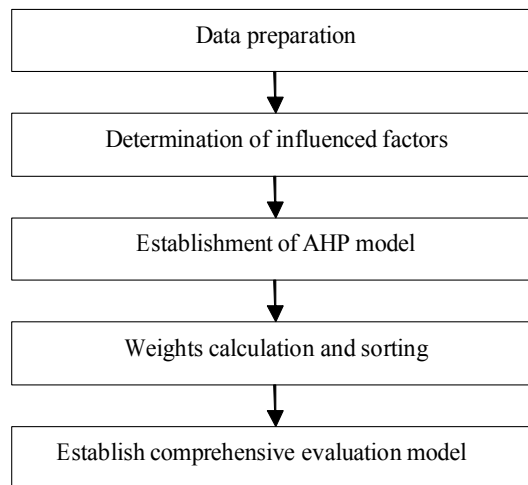 Data preparation
Determination of influenced factors
Establishment of AHP model
Weights calculation and sorting
Establish comprehensive evaluation model